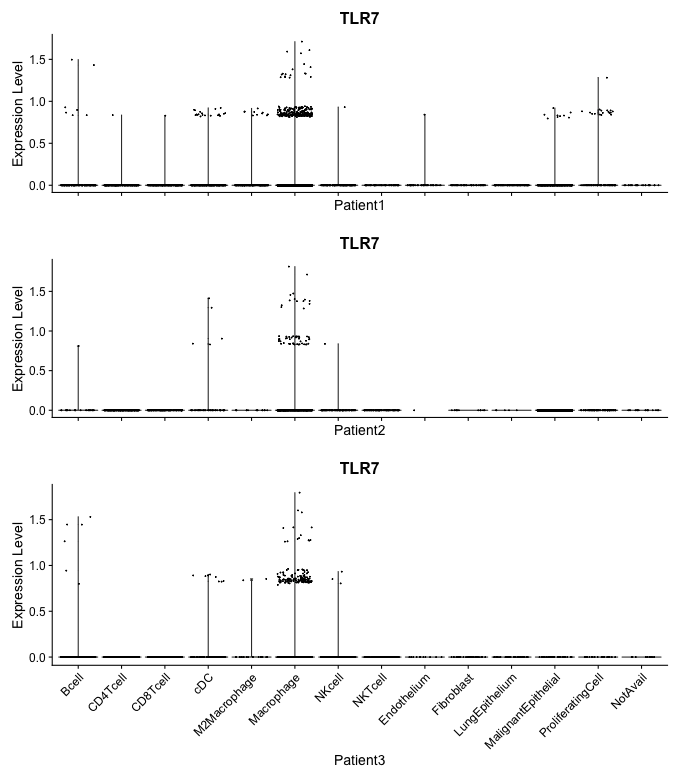 TLR7
Expression Level
1.5
1.0
0.5
0.0
Patient1
TLR7
Expression Level
1.5
1.0
0.5
0.0
Patient2
TLR7
Expression Level
1.5
1.0
0.5
0.0
Bcell
CD4Tcell
CD8Tcell
cDC
M2Macrophage
Macrophage
NKcell
NKTcell
Endothelium
Fibroblast
LungEpithelium
MalignantEpithelial
ProliferatingCell
NotAvail
Patient3